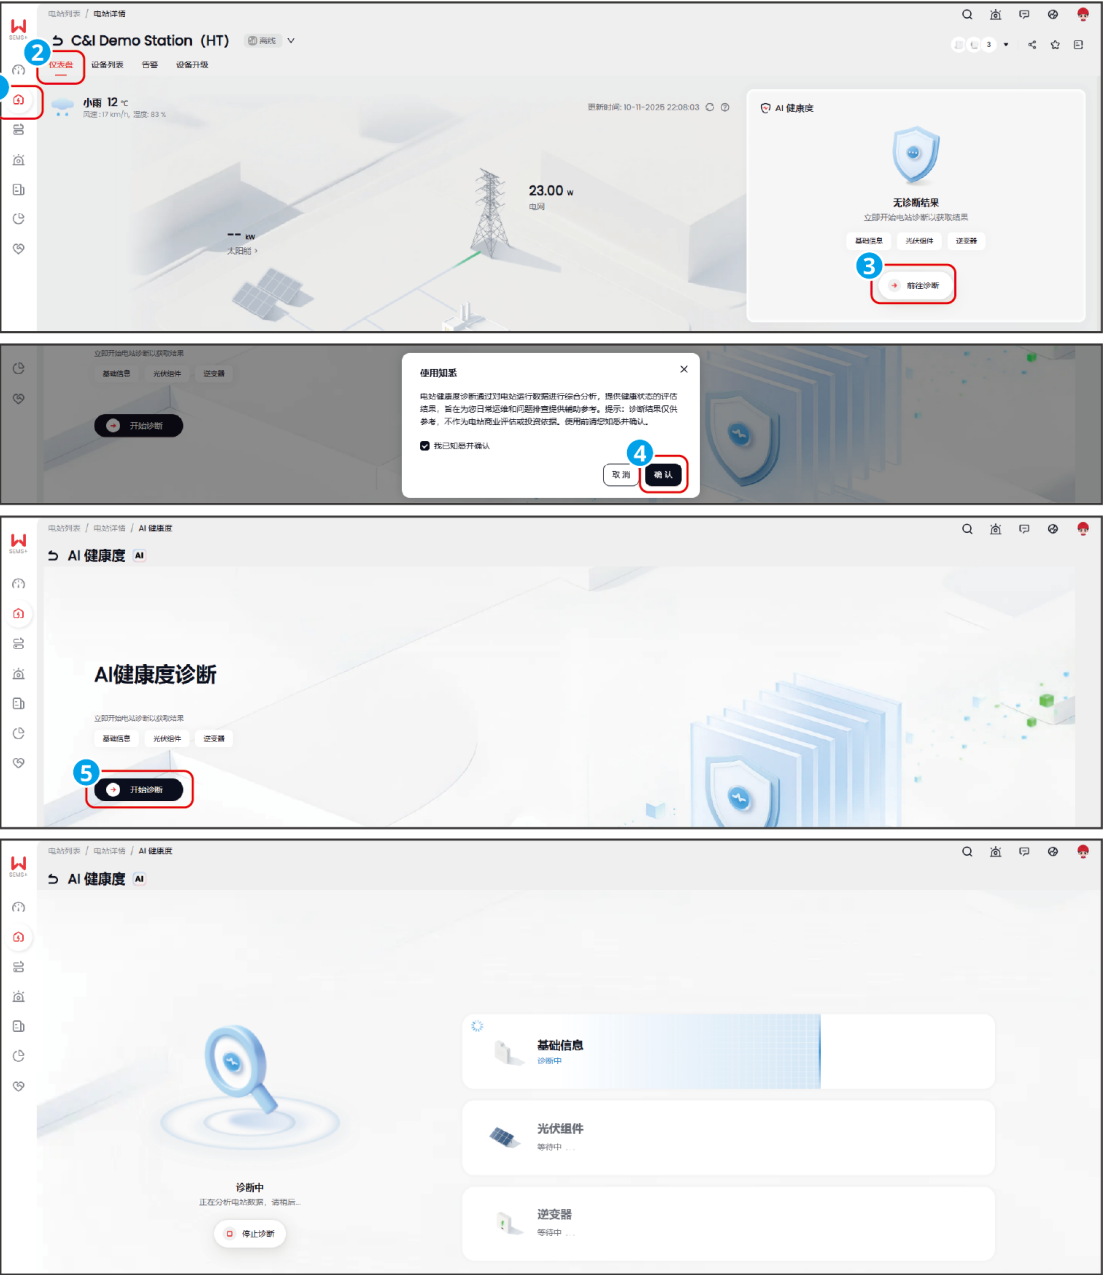 电站列表 / 电站详情
SEMS+
C&I Demo Station (HT) 离线
2
仪表盘 设备列表 告警 设备升级
小雨 12 ℃
风速:17 km/h, 湿度: 83 %
更新时间: 10-11-2025 22:08:03
3
AI 健康度
23.00 w
电网
-- kW
太阳能 >
无诊断结果
立即开始电站诊断以获取结果
基础信息 光伏组件 逆变器
3
前往诊断
立即开始电站诊断以获取结果
基础信息 光伏组件 逆变器
开始诊断
使用知悉
电站健康度诊断通过对电站运行数据进行综合分析，提供健康状态的评估
结果，旨在为您日常运维和问题排查提供辅助参考。提示：诊断结果仅供
参考，不作为电站商业评估或投资依据。使用前请您知悉并确认。
我已知悉并确认
4
取消 确认
电站列表 / 电站详情 / AI 健康度
SEMS+
AI 健康度 AI
AI健康度诊断
立即开始电站诊断以获取结果
基础信息 光伏组件 逆变器
5
开始诊断
电站列表 / 电站详情 / AI 健康度
SEMS+
AI 健康度 AI
基础信息
诊断中
光伏组件
等待中 ...
诊断中
正在分析电站数据，请稍后...
停止诊断
逆变器
等待中 ...